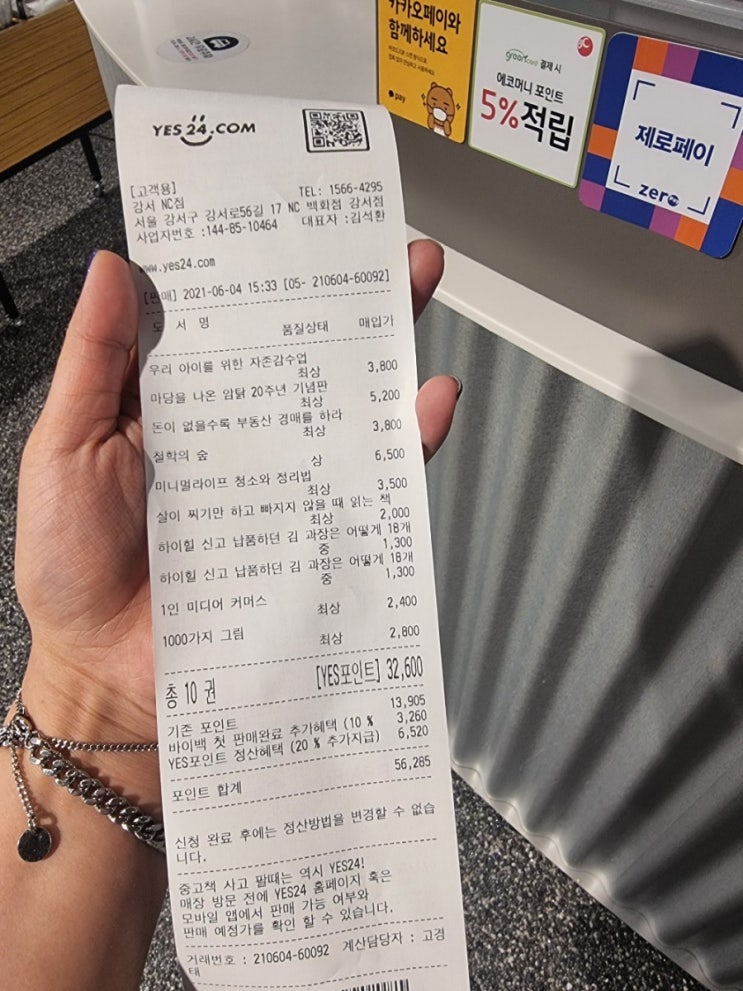 카카오페이와
함께하세요
pay
green card 결제 시
에코머니 포인트
5%적립
BC
제로페이
zero
YES24.COM
[고객용] TEL: 1566-4295
강서 NC점
서울 강서구 강서로56길 17 NC 백회점 강서점
사업자번호 :144-85-10464 대표자 :김석환
www.yes24.com
[판매] 2021-06-04 15:33 [05- 210604-60092]
도 서 명 품질상태 매입가
우리 아이를 위한 자존감수업
최상 3,800
마당을 나온 암탉 20주년 기념판
최상 5,200
돈이 없을수록 부동산 경매를 하라
최상 3,800
철학의 숲
상 6,500
미니멀라이프 청소와 정리법
최상 3,500
살이 찌기만 하고 빠지지 않을 때 읽는 책
최상 2,000
하이힐 신고 납품하던 김 과장은 어떻게 18개
중 1,300
하이힐 신고 납품하던 김 과장은 어떻게 18개
중 1,300
1인 미디어 커머스
최상 2,400
1000가지 그림
최상 2,800
총 10 권 [YES포인트] 32,600
기존 포인트 13,905
바이백 첫 판매완료 추가혜택 (10 % 3,260
YES포인트 정산혜택 (20 % 추가지급) 6,520
포인트 합계 56,285
신청 완료 후에는 정산방법을 변경할 수 없습
니다.
중고책 사고 팔때는 역시 YES24!
매장 방문 전에 YES24 홈페이지 혹은
모바일 앱에서 판매 가능 여부와
판매 예정가를 확인 할 수 있습니다.
거래번호 : 210604-60092 계산담당자 : 고경
태